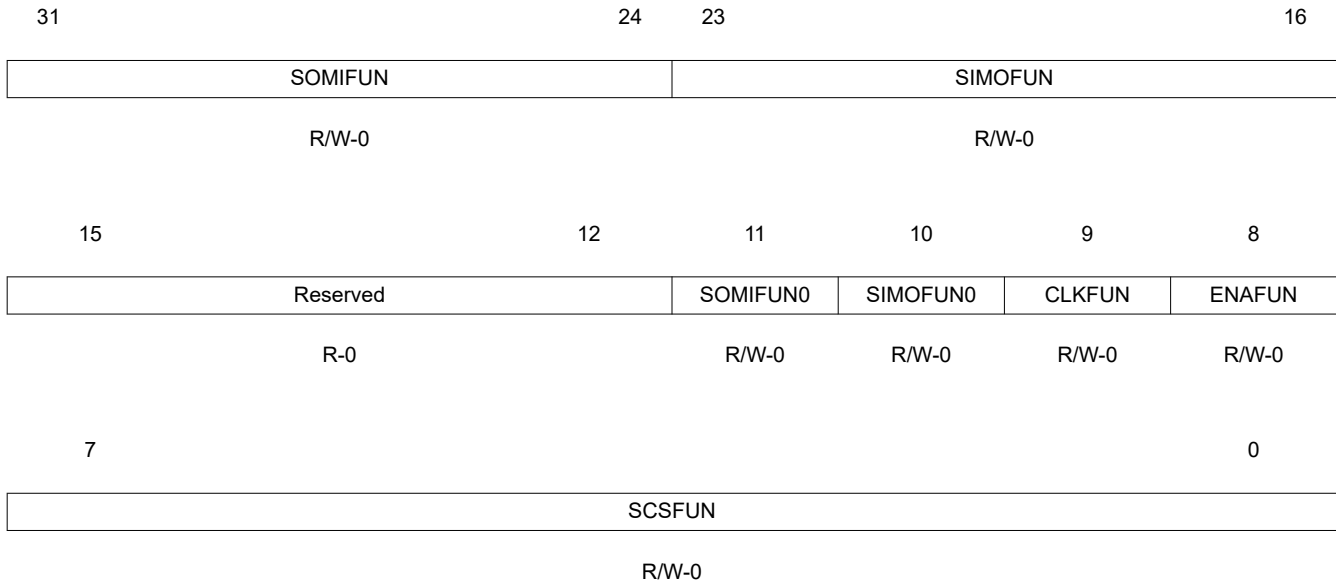 31 24 23 16
SOMIFUN SIMOFUN
R/W-0 R/W-0
15 12 11 10 9 8
Reserved SOMIFUN0 SIMOFUN0 CLKFUN ENAFUN
R-0 R/W-0 R/W-0 R/W-0 R/W-0
7 0
SCSFUN
R/W-0